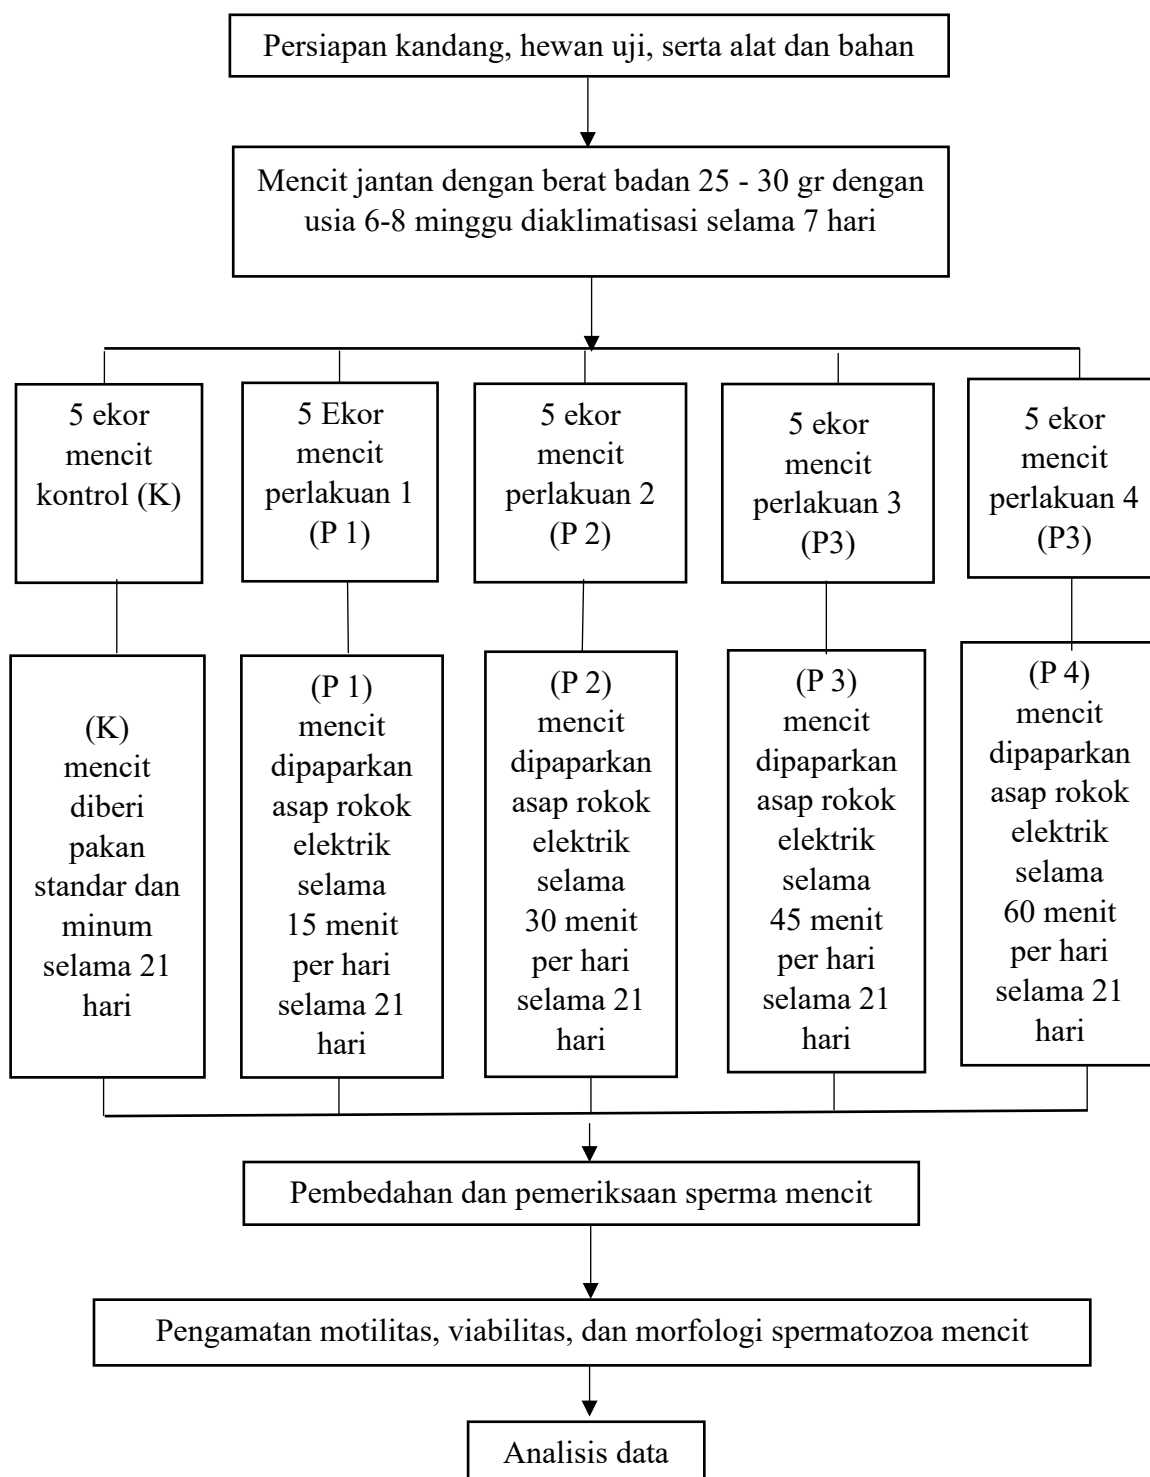 Persiapan kandang, hewan uji, serta alat dan bahan
Mencit jantan dengan berat badan 25 - 30 gr dengan
usia 6-8 minggu diaklimatisasi selama 7 hari
5 ekor
mencit
kontrol (K)
5 Ekor
mencit
perlakuan 1
(P 1)
5 ekor
mencit
perlakuan 2
(P 2)
5 ekor
mencit
perlakuan 3
(P3)
5 ekor
mencit
perlakuan 4
(P3)
(K)
mencit
diberi
pakan
standar dan
minum
selama 21
hari
(P 1)
mencit
dipaparkan
asap rokok
elektrik
selama
15 menit
per hari
selama 21
hari
(P 2)
mencit
dipaparkan
asap rokok
elektrik
selama
30 menit
per hari
selama 21
hari
(P 3)
mencit
dipaparkan
asap rokok
elektrik
selama
45 menit
per hari
selama 21
hari
(P 4)
mencit
dipaparkan
asap rokok
elektrik
selama
60 menit
per hari
selama 21
hari
Pembedahan dan pemeriksaan sperma mencit
Pengamatan motilitas, viabilitas, dan morfologi spermatozoa mencit
Analisis data